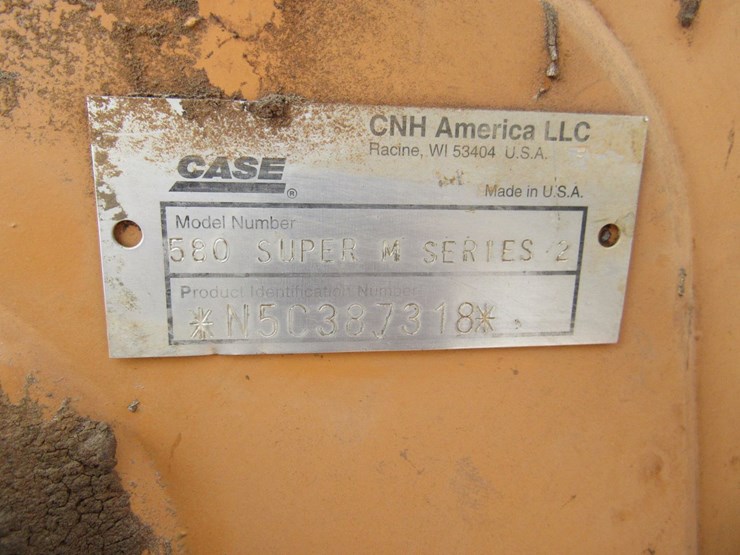 CNH America LLC
Racine, WI 53404 U.S.A.
CASE®
Made in U.S.A.
Model Number
580 SUPER M SERIES 2
Product Identification Number
*N5C387318*